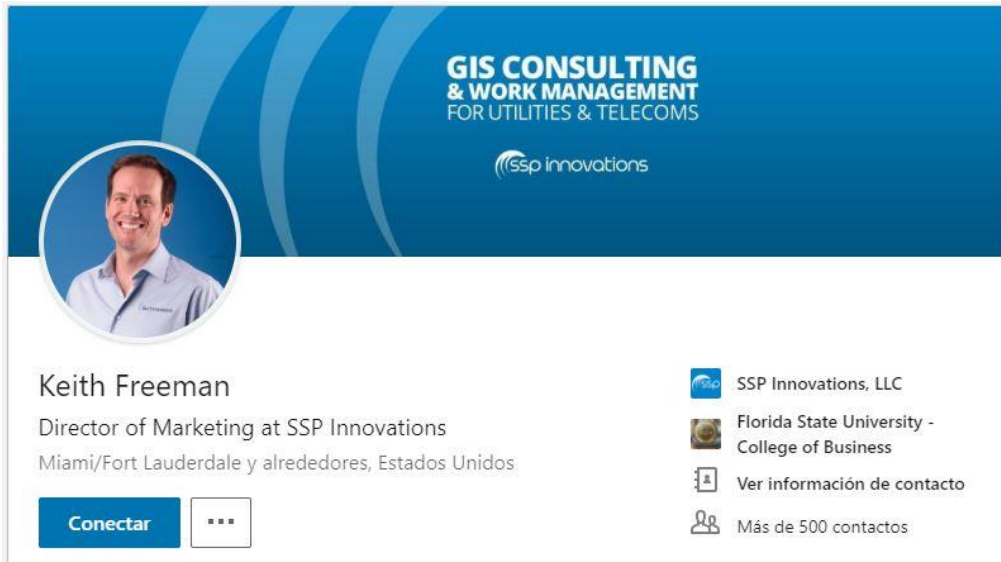 GIS CONSULTING
& WORK MANAGEMENT
FOR UTILITIES & TELECOMS
ssp innovations
Keith Freeman
Director of Marketing at SSP Innovations
Miami/Fort Lauderdale y alrededores, Estados Unidos
Conectar
SSP Innovations, LLC
Florida State University -
College of Business
Ver información de contacto
Más de 500 contactos